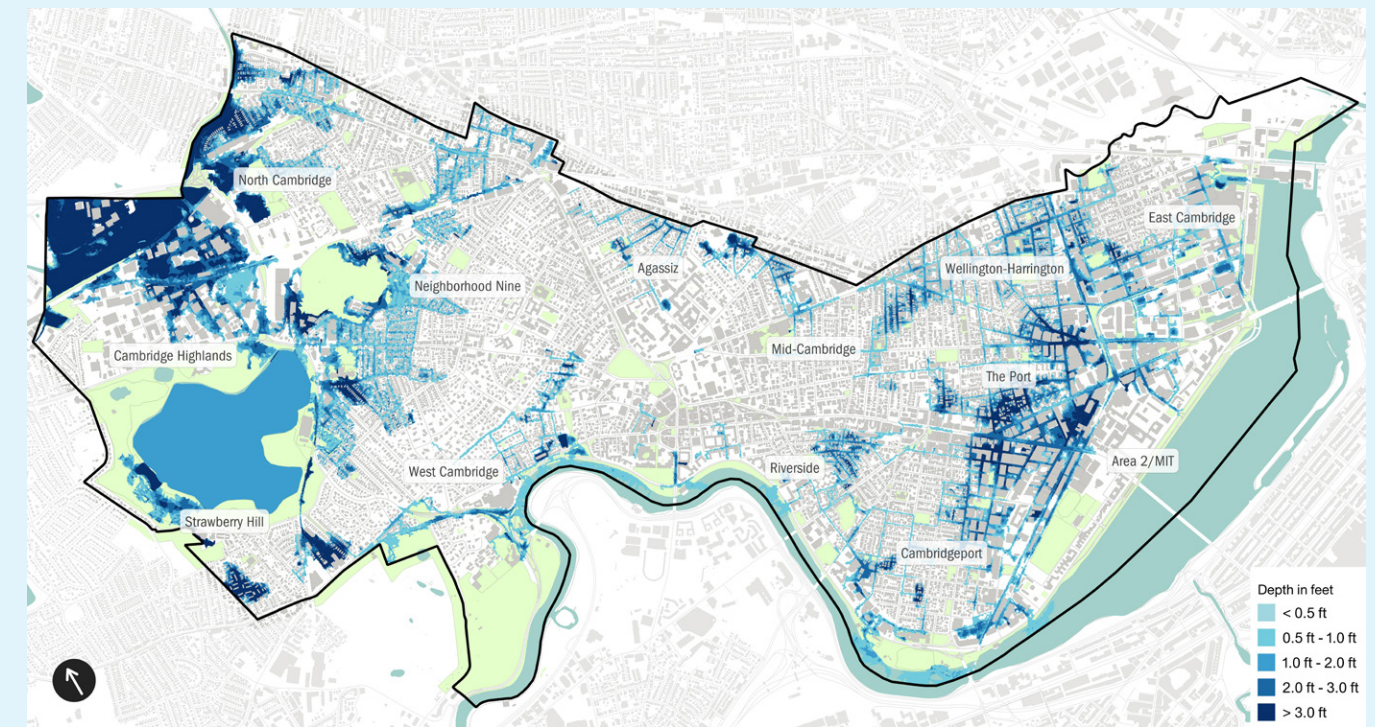 North Cambridge
East Cambridge
Agassiz
Wellington-Harrington
Neighborhood Nine
Mid-Cambridge
Cambridge Highlands
The Port
West Cambridge
Riverside
Area 2/MIT
Strawberry Hill
Cambridgeport
Depth in feet
< 0.5 ft
0.5 ft - 1.0 ft
1.0 ft - 2.0 ft
2.0 ft - 3.0 ft
> 3.0 ft